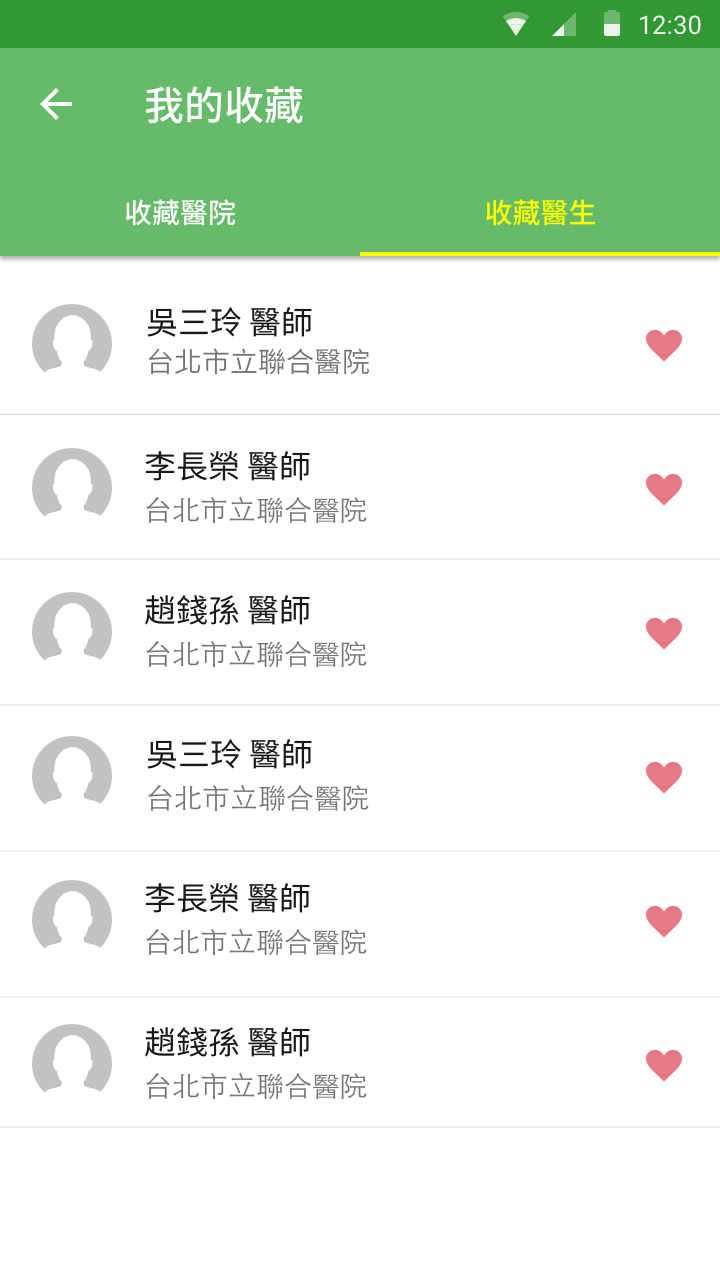 12:30
我的收藏
收藏醫院
收藏醫生
吳三玲 醫師
台北市立聯合醫院
李長榮 醫師
台北市立聯合醫院
趙錢孫 醫師
台北市立聯合醫院
吳三玲 醫師
台北市立聯合醫院
李長榮 醫師
台北市立聯合醫院
趙錢孫 醫師
台北市立聯合醫院